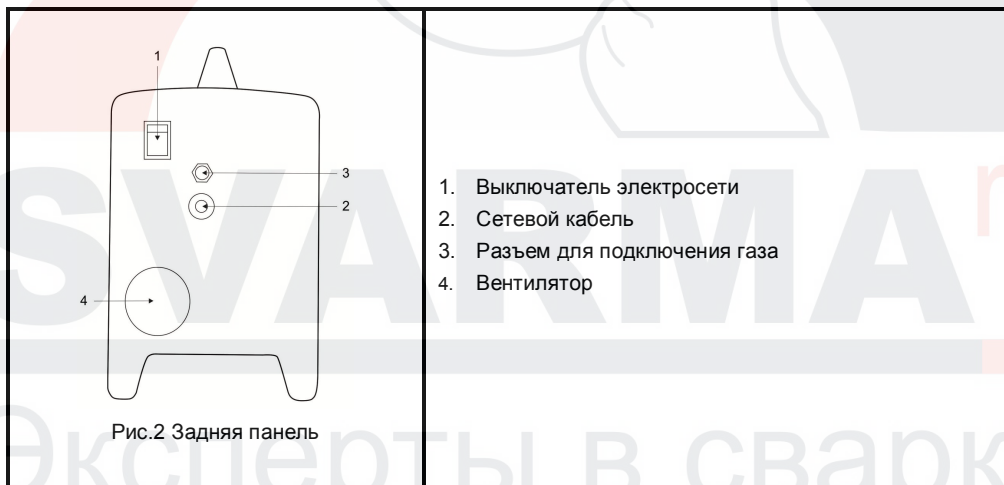 1
3
2
4
Рис.2 Задняя панель
1. Выключатель электросети
2. Сетевой кабель
3. Разъем для подключения газа
4. Вентилятор
SVARMA
Эксперты в сварк